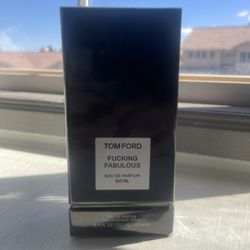 TOM FORD
FUCKING
FABULOUS
EAU DE PARFUM
100 ML